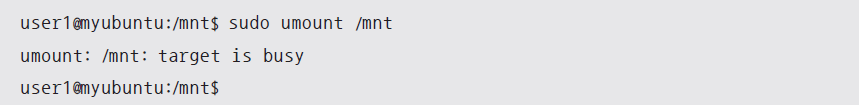 user1@myubuntu:/mnt$ sudo umount /mnt
umount: /mnt: target is busy
user1@myubuntu:/mnt$